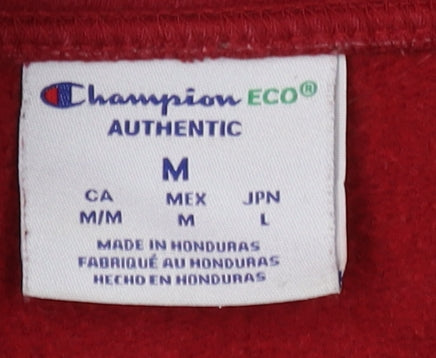 Champion ECO®
AUTHENTIC
M
CA MEX JPN
M/M M L
MADE IN HONDURAS
FABRIQUÉ AU HONDURAS
HECHO EN HONDURAS